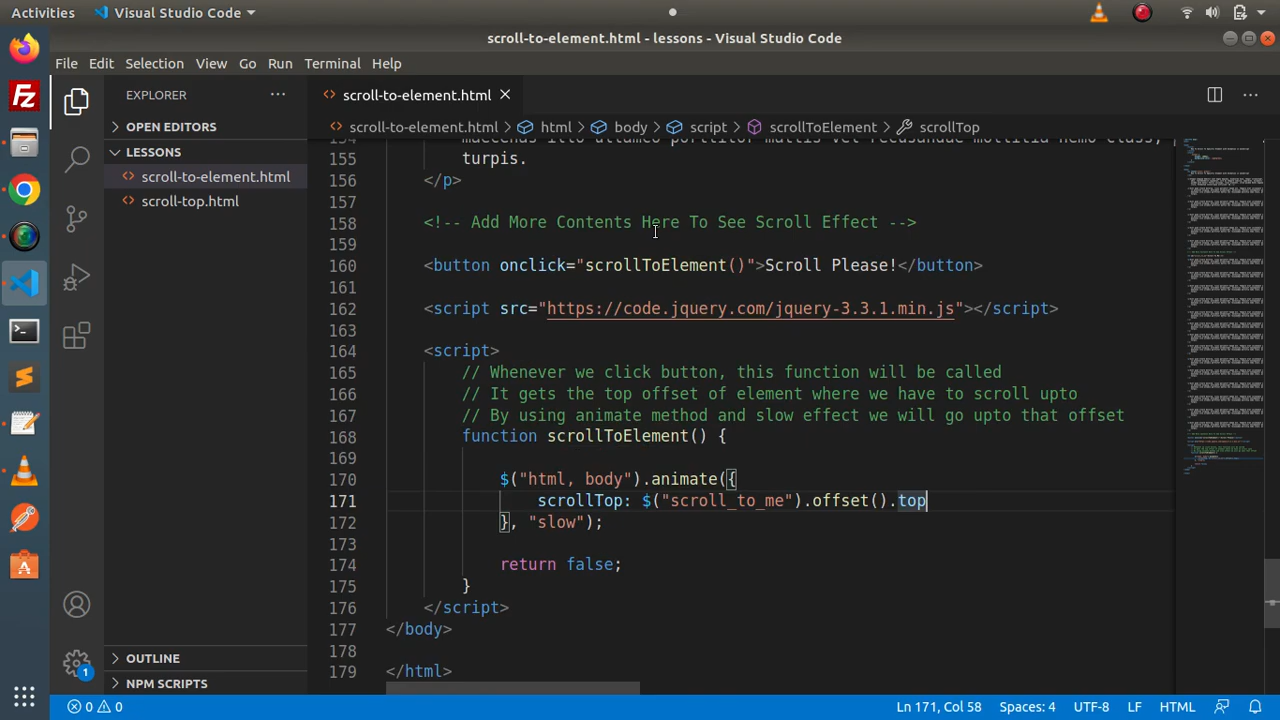 Activities
Visual Studio Code
scroll-to-element.html - lessons - Visual Studio Code
File Edit Selection View Go Run Terminal Help
EXPLORER
OPEN EDITORS
LESSONS
scroll-to-element.html
scroll-top.html
OUTLINE
NPM SCRIPTS
scroll-to-element.html
scroll-to-element.html > html > body > script > scrollToElement > scrollTop
155 turpis.
156 </p>
157
158 <!-- Add More Contents Here To See Scroll Effect -->
159
160 <button onclick="scrollToElement()">Scroll Please!</button>
161
162 <script src="https://code.jquery.com/jquery-3.3.1.min.js"></script>
163
164 <script>
165 // Whenever we click button, this function will be called
166 // It gets the top offset of element where we have to scroll upto
167 // By using animate method and slow effect we will go upto that offset
168 function scrollToElement() {
169
170 $("html, body").animate({
171 scrollTop: $("scroll_to_me").offset().top
172 }, "slow");
173
174 return false;
175 }
176 </script>
177 </body>
178
179 </html>
1
0 0
Ln 171, Col 58
Spaces: 4
UTF-8
LF
HTML